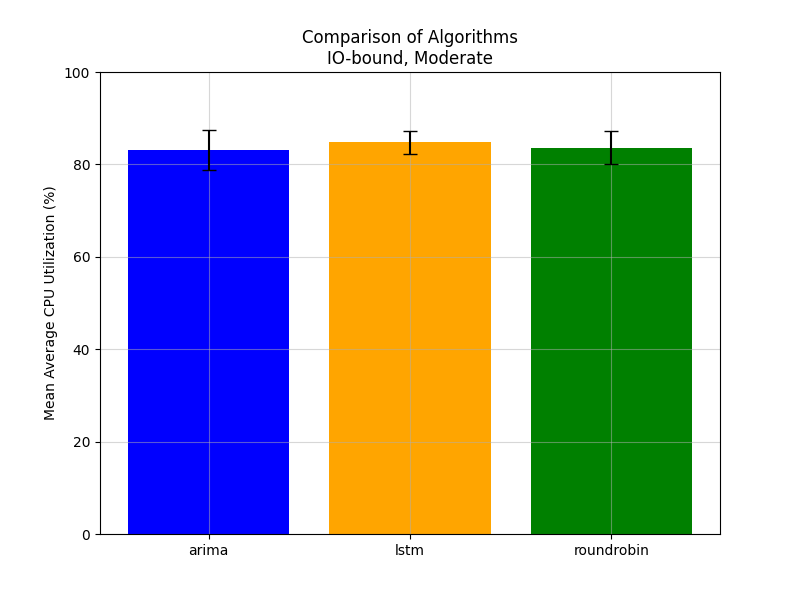 Comparison of Algorithms
IO-bound, Moderate
Mean Average CPU Utilization (%)
100
80
60
40
20
0
arima
lstm
roundrobin